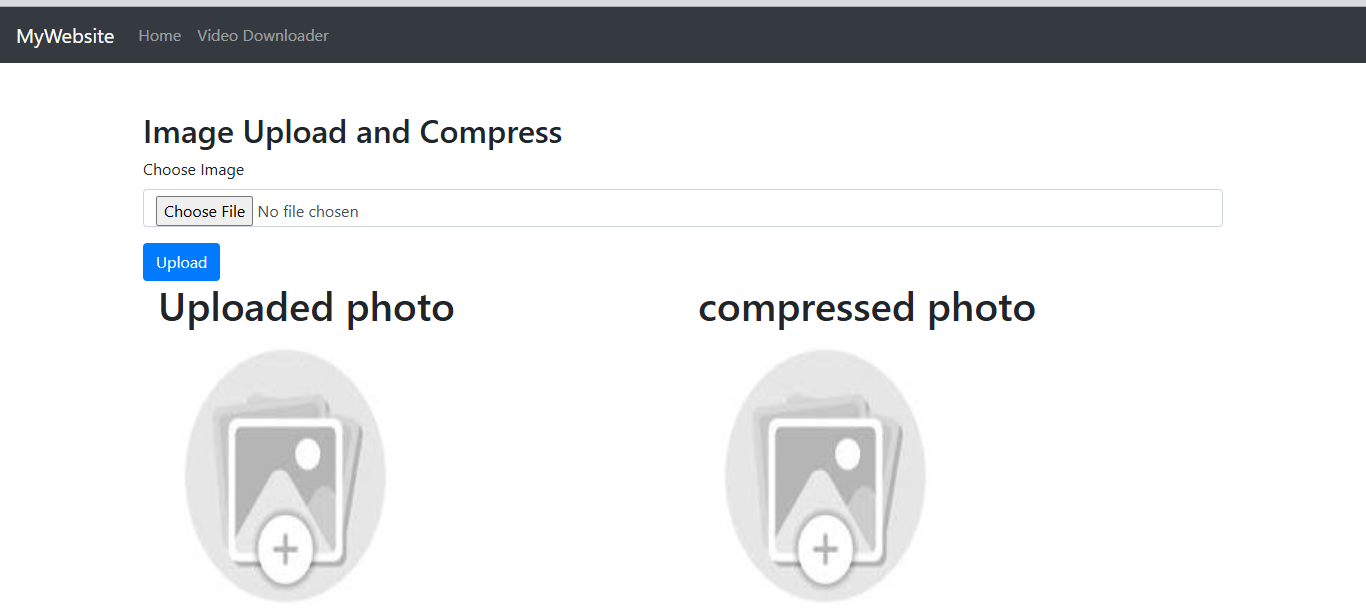 MyWebsite Home Video Downloader
Image Upload and Compress
Choose Image
Choose File No file chosen
Upload
Uploaded photo compressed photo